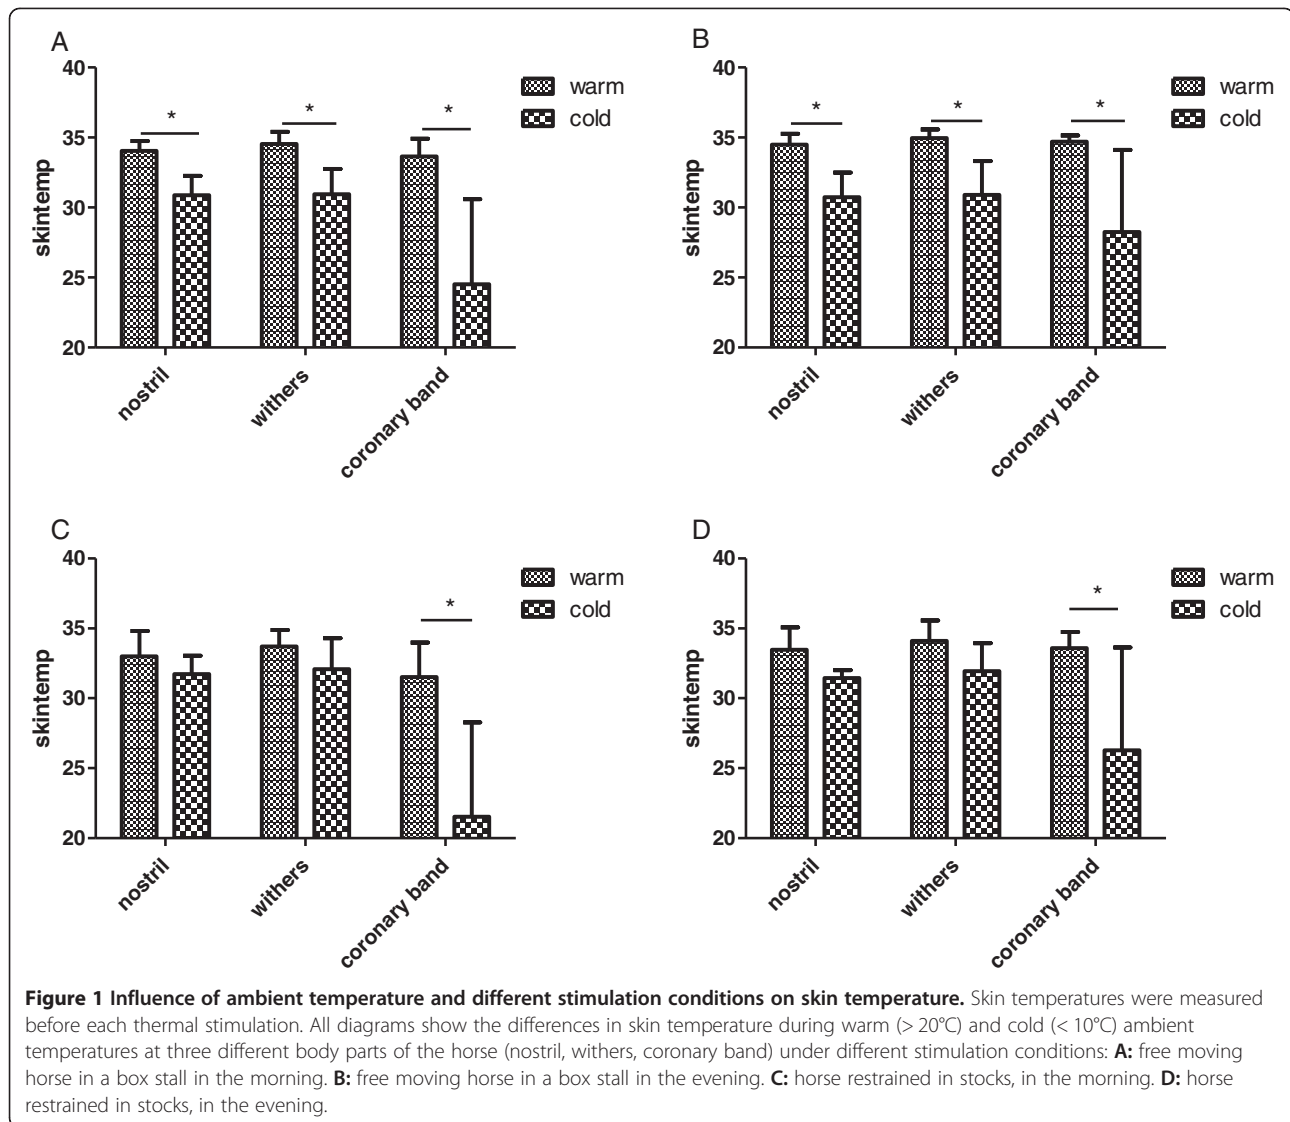 A
B
40
35
30
25
20
skintemp
*
*
*
warm
cold
nostril
withers
coronary band
40
35
30
25
20
skintemp
*
*
*
warm
cold
nostril
withers
coronary band
C
D
40
35
30
25
20
skintemp
*
warm
cold
nostril
withers
coronary band
40
35
30
25
20
skintemp
*
warm
cold
nostril
withers
coronary band
Figure 1 Influence of ambient temperature and different stimulation conditions on skin temperature. Skin temperatures were measured
before each thermal stimulation. All diagrams show the differences in skin temperature during warm (> 20°C) and cold (< 10°C) ambient
temperatures at three different body parts of the horse (nostril, withers, coronary band) under different stimulation conditions: A: free moving
horse in a box stall in the morning. B: free moving horse in a box stall in the evening. C: horse restrained in stocks, in the morning. D: horse
restrained in stocks, in the evening.